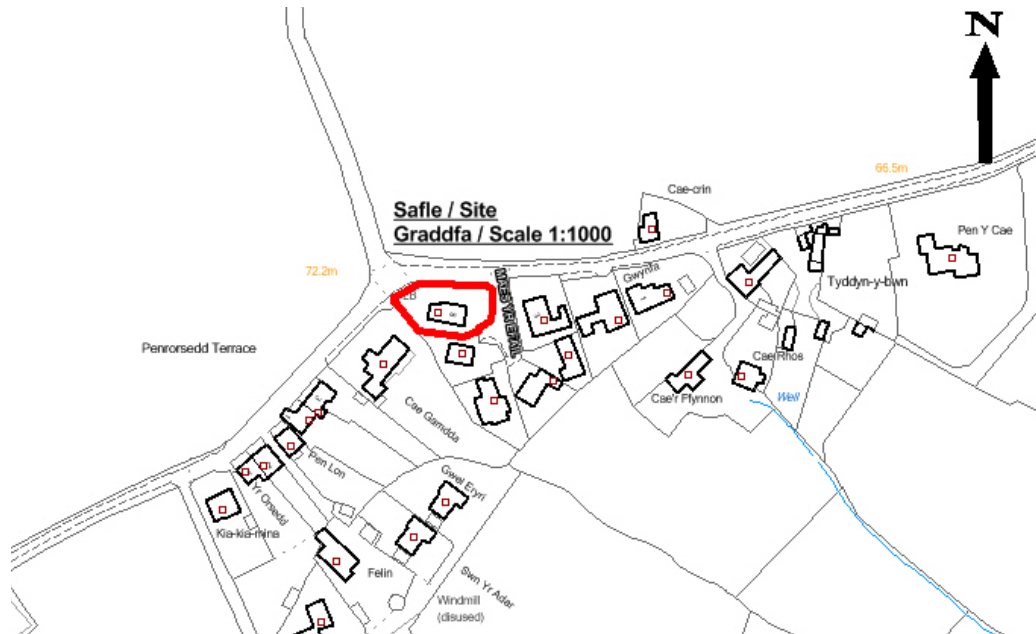 N
66.5m
Cae-crin
Safle / Site
Graddfa / Scale 1:1000
Pen Y Cae
72.2m
Gwynfa
Tyddyn-y-bwn
Penrorsedd Terrace
Cae Rhos
Cae'r Ffynnon
Well
Cae Gamdda
Pen Lon
Gwel Eryri
Yr Orsedd
Kia-kia-mina
Felin
Swn Yr Adar
Windmill
(disused)